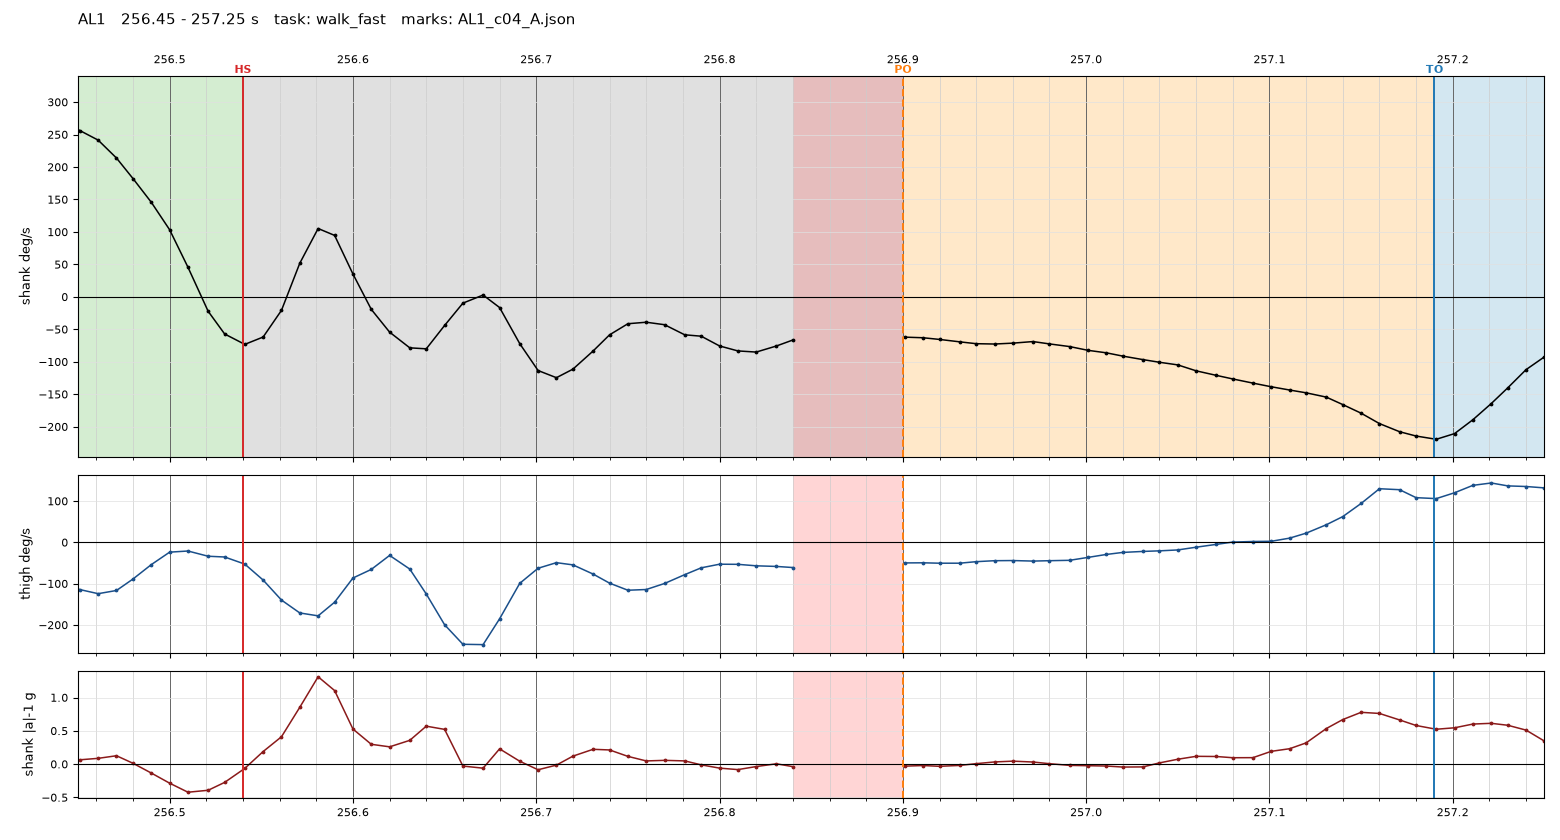 AL1   256.45 - 257.25 s   task: walk_fast   marks: AL1_c04_A.json
256.5 256.6 256.7 256.8 256.9 257.0 257.1 257.2
HS PO TO
shank deg/s
300
250
200
150
100
50
0
−50
−100
−150
−200
thigh deg/s
100
0
−100
−200
shank |a|-1 g
1.0
0.5
0.0
−0.5
256.5 256.6 256.7 256.8 256.9 257.0 257.1 257.2